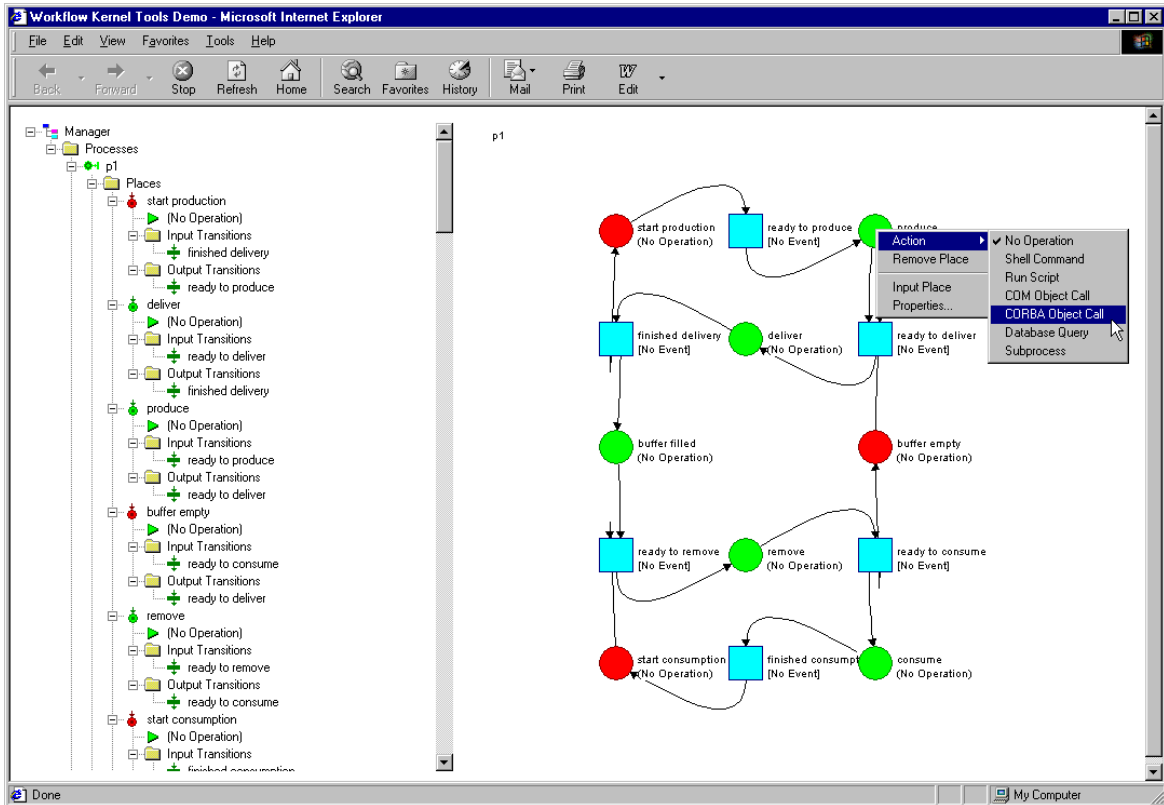 Workflow Kernel Tools Demo - Microsoft Internet Explorer
File Edit View Favorites Tools Help
Back Forward Stop Refresh Home Search Favorites History Mail Print Edit
Manager
Processes
p1
Places
start production
(No Operation)
Input Transitions
finished delivery
Output Transitions
ready to produce
deliver
(No Operation)
Input Transitions
ready to deliver
Output Transitions
finished delivery
produce
(No Operation)
Input Transitions
ready to produce
Output Transitions
ready to deliver
buffer empty
(No Operation)
Input Transitions
ready to consume
Output Transitions
ready to deliver
remove
(No Operation)
Input Transitions
ready to remove
Output Transitions
ready to consume
start consumption
(No Operation)
Input Transitions
finished consumption
p1
start production
(No Operation)
ready to produce
[No Event]
produce
Action
Remove Place
Input Place
Properties...
No Operation
Shell Command
Run Script
COM Object Call
CORBA Object Call
Database Query
Subprocess
finished delivery
[No Event]
deliver
(No Operation)
ready to deliver
[No Event]
buffer filled
(No Operation)
buffer empty
(No Operation)
ready to remove
[No Event]
remove
(No Operation)
ready to consume
[No Event]
start consumption
(No Operation)
finished consumpt
[No Event]
consume
(No Operation)
Done
My Computer